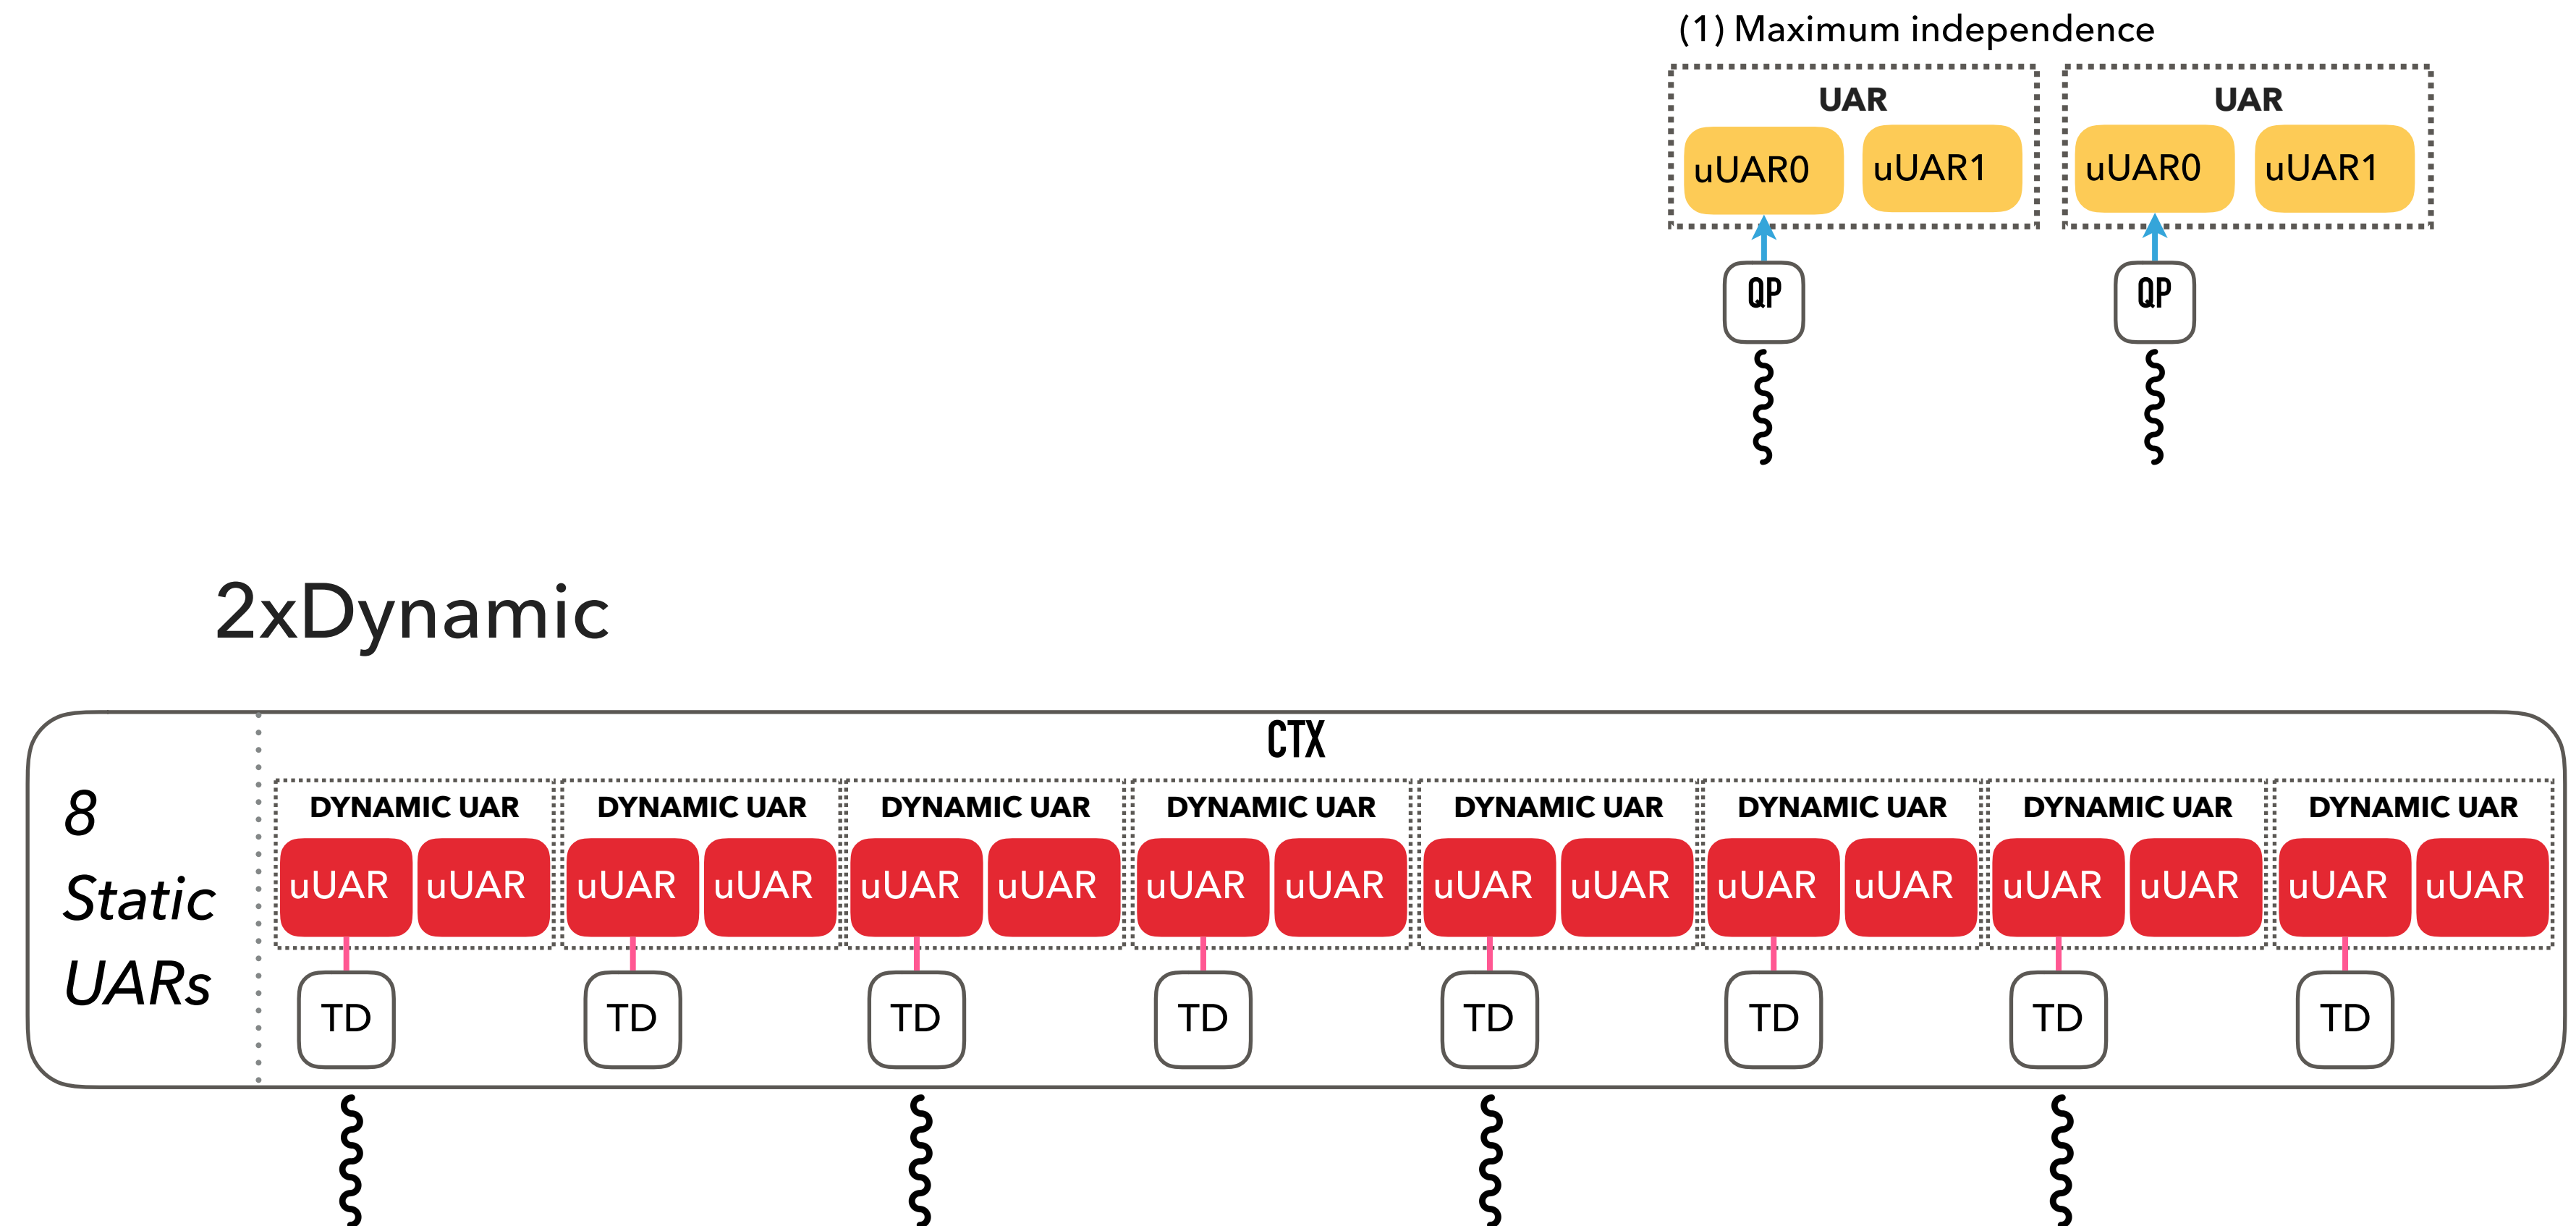 (1) Maximum independence
UAR UAR
uUAR0 uUAR1 uUAR0 uUAR1
QP QP
2xDynamic
CTX
8
Static
UARs
DYNAMIC UAR DYNAMIC UAR DYNAMIC UAR DYNAMIC UAR DYNAMIC UAR DYNAMIC UAR DYNAMIC UAR DYNAMIC UAR
uUAR uUAR uUAR uUAR uUAR uUAR uUAR uUAR uUAR uUAR uUAR uUAR uUAR uUAR uUAR uUAR
TD TD TD TD TD TD TD TD